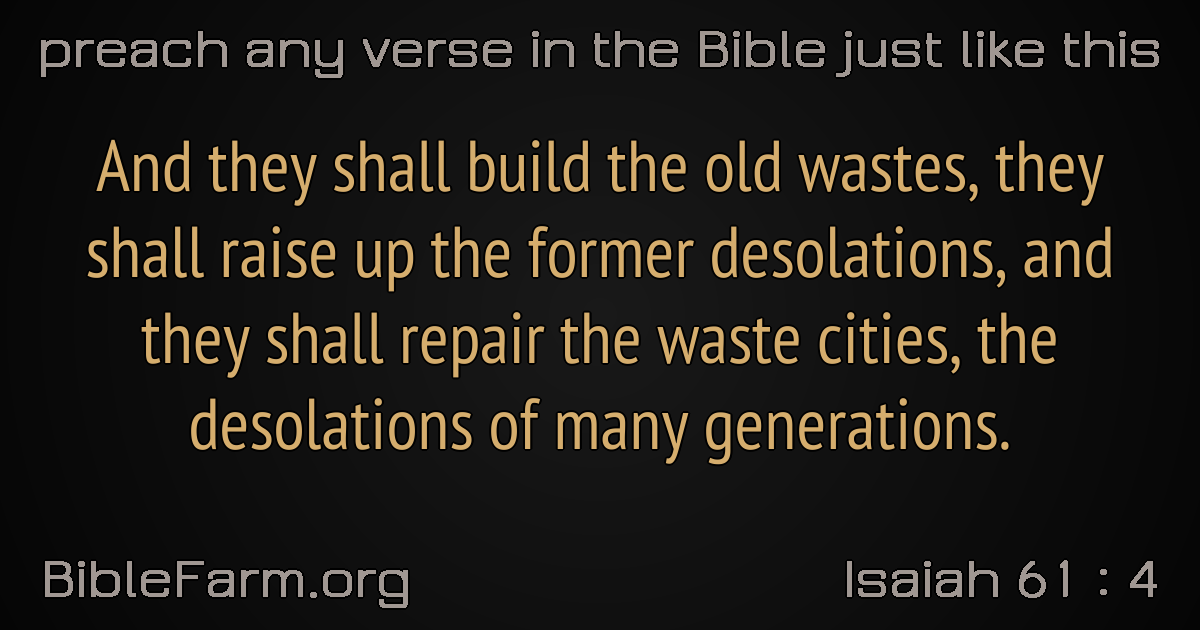 preach any verse in the Bible just like this
And they shall build the old wastes, they
shall raise up the former desolations, and
they shall repair the waste cities, the
desolations of many generations.
BibleFarm.org
Isaiah 61 : 4